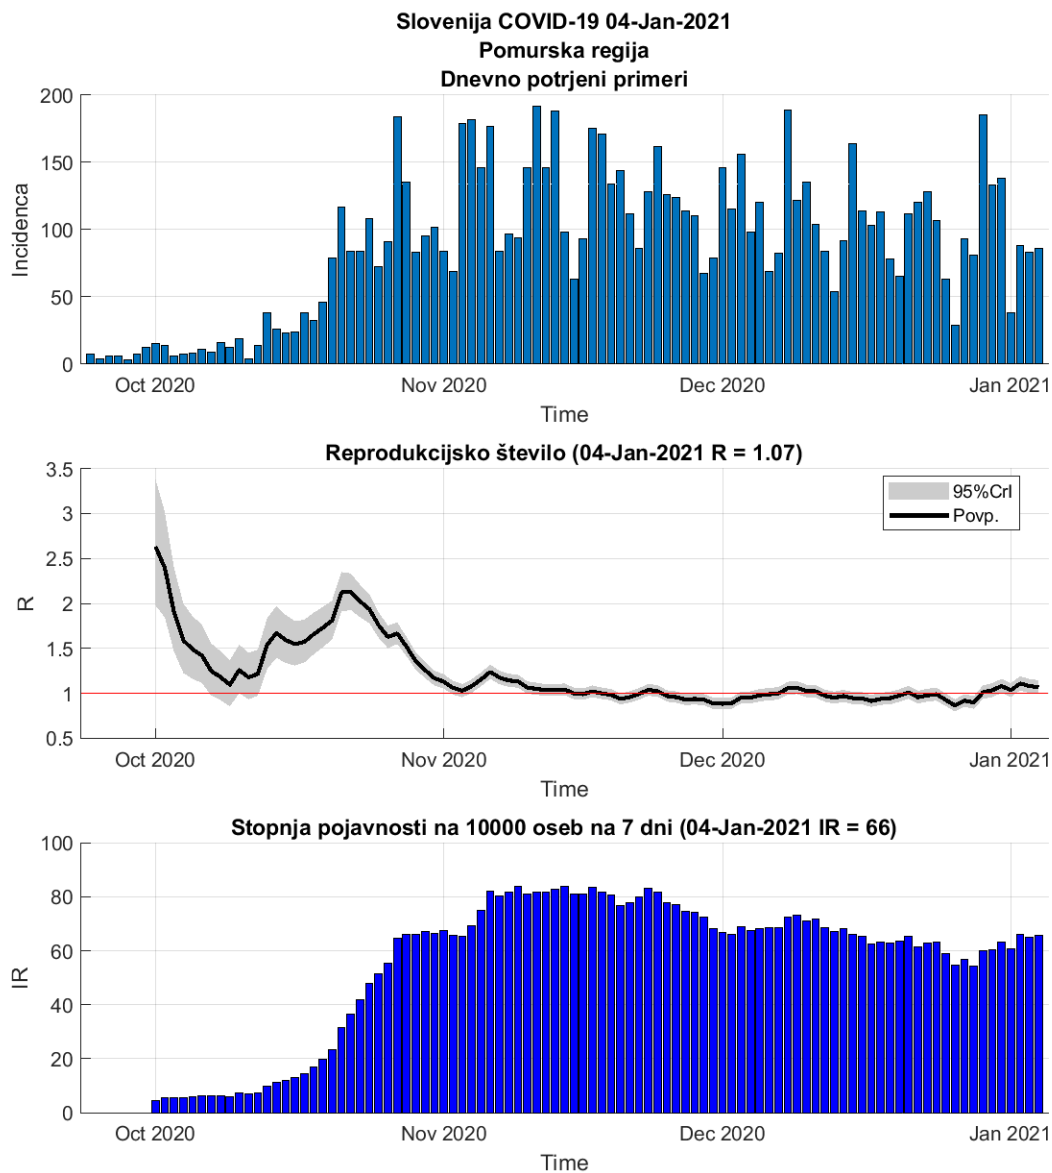 Slovenija COVID-19 04-Jan-2021
Pomurska regija
Dnevno potrjeni primeri
200
150
100
50
0
Incidenca
Oct 2020 Nov 2020 Dec 2020 Jan 2021
Time
Reprodukcijsko število (04-Jan-2021 R = 1.07)
3.5
3
2.5
2
1.5
1
0.5
R
95%CrI
Povp.
Oct 2020 Nov 2020 Dec 2020 Jan 2021
Time
Stopnja pojavnosti na 10000 oseb na 7 dni (04-Jan-2021 IR = 66)
100
80
60
40
20
0
IR
Oct 2020 Nov 2020 Dec 2020 Jan 2021
Time